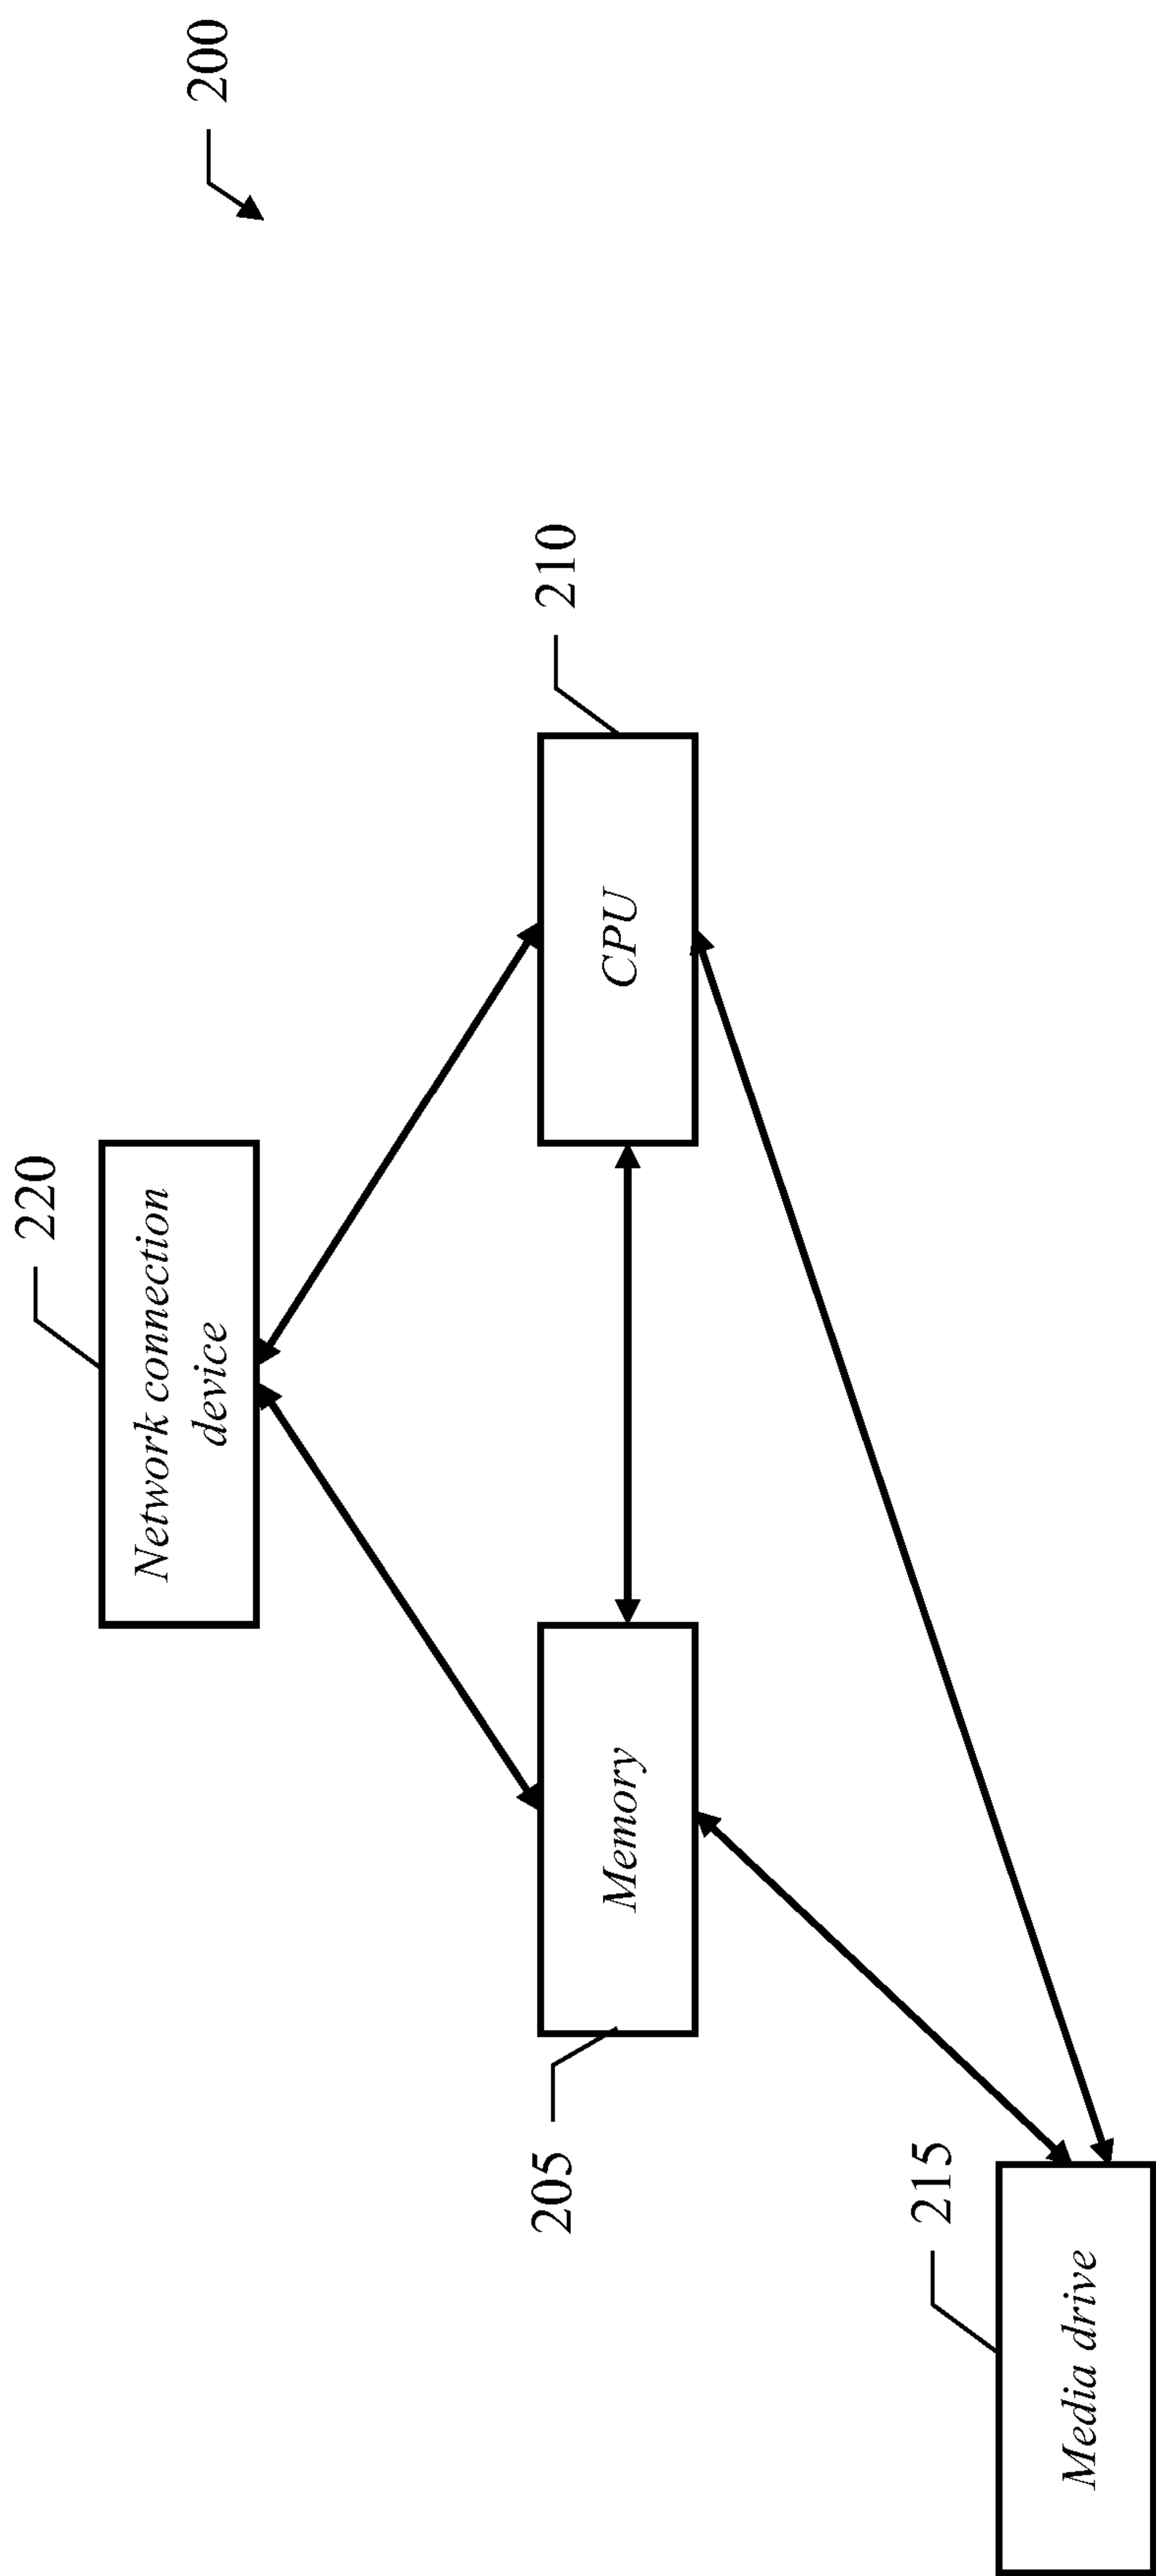 200
220
Network connection
device
210
CPU
205
Memory
215
Media drive